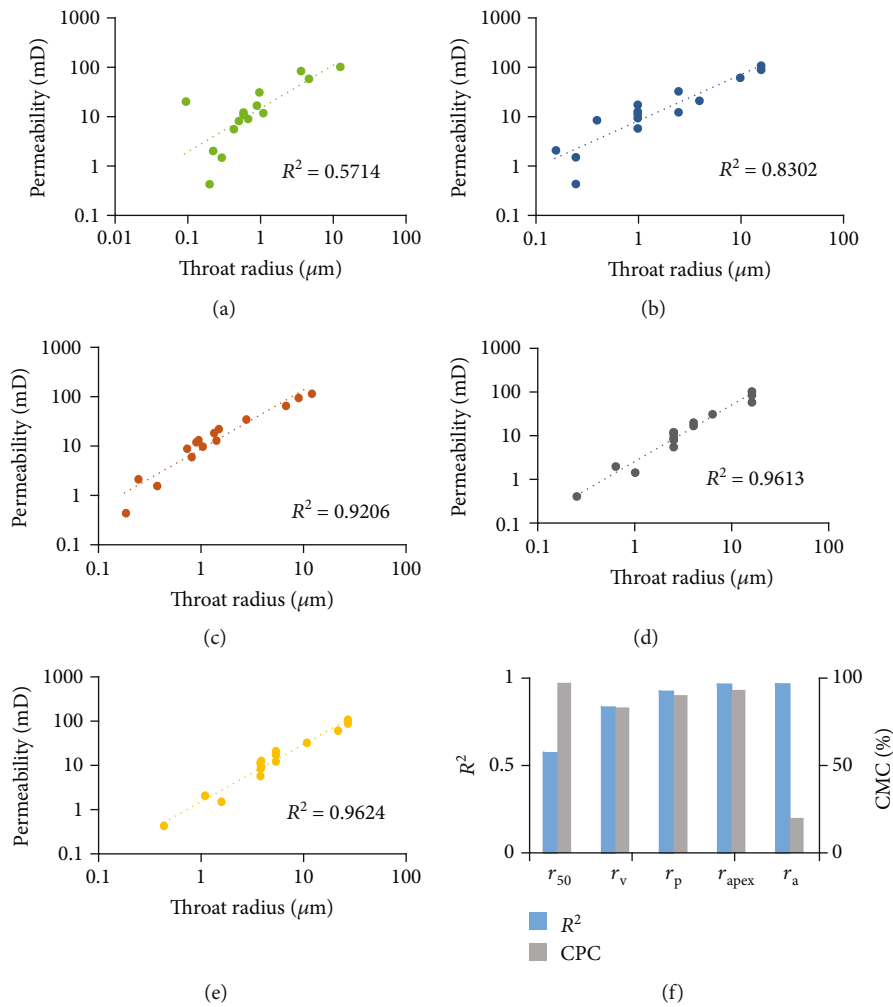 1000
100
10
1
0.1
Permeability (mD)
R² = 0.5714
0.01 0.1 1 10 100
Throat radius (μm)
(a)
1000
100
10
1
0.1
Permeability (mD)
R² = 0.8302
0.1 1 10 100
Throat radius (μm)
(b)
1000
100
10
1
0.1
Permeability (mD)
R² = 0.9206
0.1 1 10 100
Throat radius (μm)
(c)
1000
100
10
1
0.1
Permeability (mD)
R² = 0.9613
0.1 1 10 100
Throat radius (μm)
(d)
1000
100
10
1
0.1
Permeability (mD)
R² = 0.9624
0.1 1 10 100
Throat radius (μm)
(e)
1
0.5
0
R²
100
50
0
CMC (%)
r₅₀ rᵥ rₚ r_apex rₐ
R²
CPC
(f)